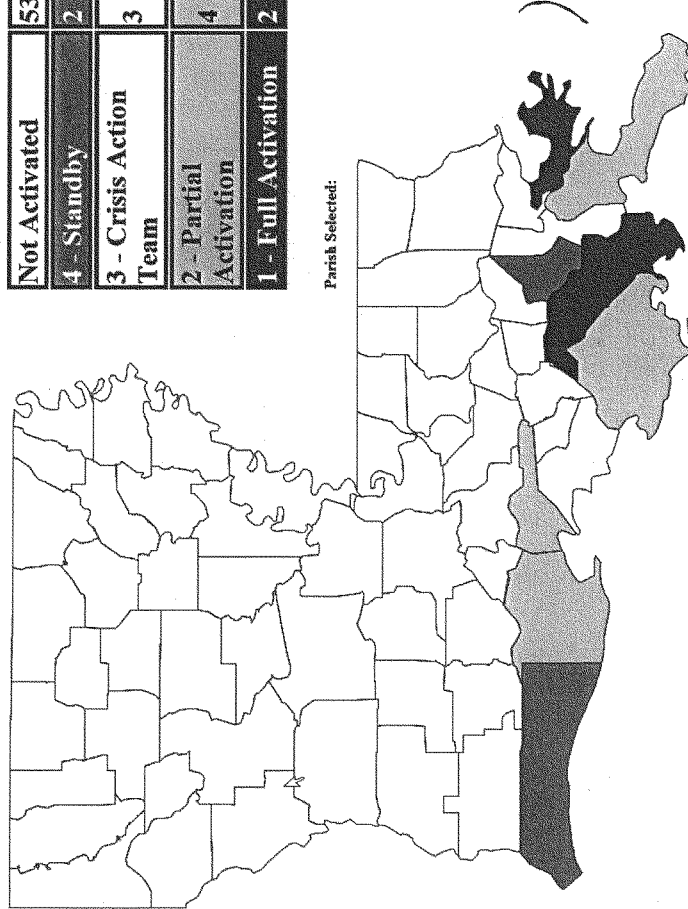 Not Activated 53
4 - Standby 2
3 - Crisis Action 3
Team
2 - Partial 4
Activation
1 - Full Activation 2
Parish Selected: